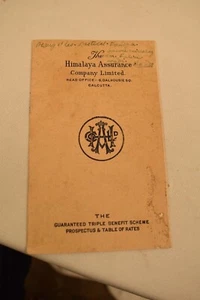 The
Himalaya Assurance
Company Limited.
HEAD OFFICE:- 2, DALHOUSIE SQ.
CALCUTTA.
THE
GUARANTEED TRIPLE BENEFIT SCHEME
PROSPECTUS & TABLE OF RATES